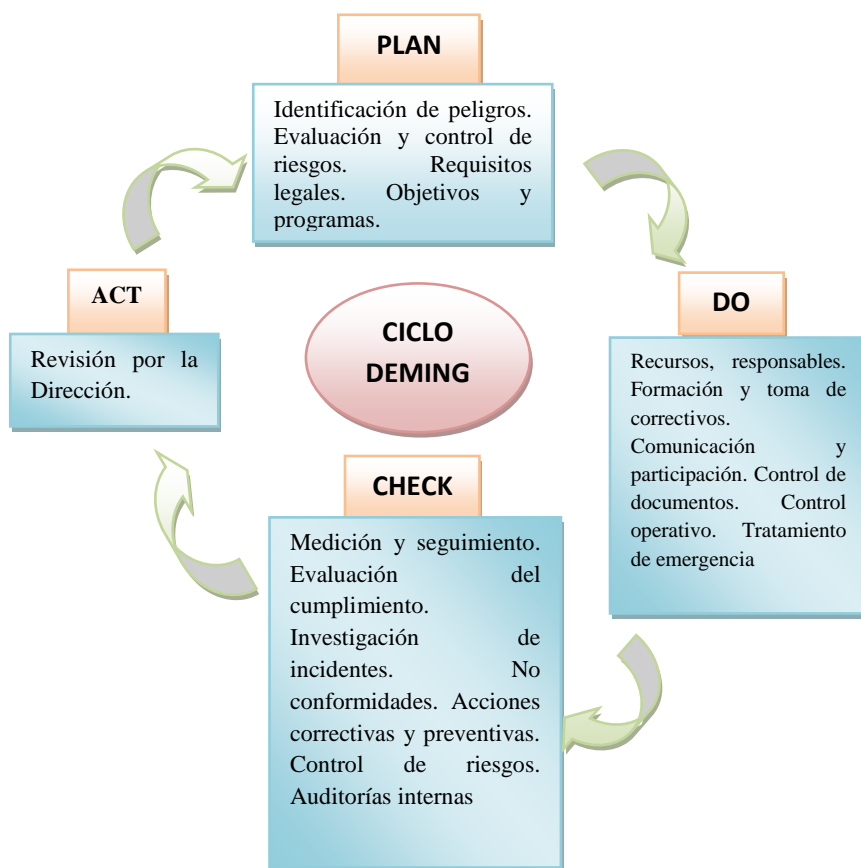 PLAN
Identificación de peligros.
Evaluación y control de
riesgos. Requisitos
legales. Objetivos y
programas.
ACT
Revisión por la
Dirección.
CICLO
DEMING
DO
Recursos, responsables.
Formación y toma de
correctivos.
Comunicación y
participación. Control de
documentos. Control
operativo. Tratamiento
de emergencia
CHECK
Medición y seguimiento.
Evaluación del
cumplimiento.
Investigación de
incidentes. No
conformidades. Acciones
correctivas y preventivas.
Control de riesgos.
Auditorías internas